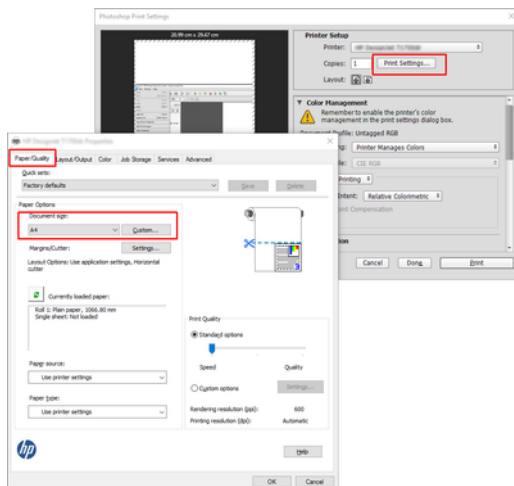 Photoshop Print Settings
20.99 cm x 29.67 cm
Printer Setup
Printer:
Copies: 1 Print Settings...
Layout:
Color Management
Remember to enable the printer's color
management in the print settings dialog box.
Document Profile: Untagged RGB
Printer Manages Colors
CIE RGB
Printing
Intent: Relative Colorimetric
Compensation
Cancel Done Print
Properties
Paper/Quality Layout/Output Color Job Storage Services Advanced
Quick sets:
Factory defaults Save Delete
Paper Options
Document size:
A4 Custom...
Margins/Cutter: Settings...
Layout Options: Use application settings, Horizontal
cutter
Currently loaded paper:
Roll 1: Plain paper, 1066.80 mm
Single sheet: Not loaded
Paper source:
Use printer settings
Paper type:
Use printer settings
Print Quality
Standard options
Speed Quality
Custom options Settings...
Rendering resolution (ppi): 600
Printing resolution (dpi): Automatic
hp
Help
OK Cancel